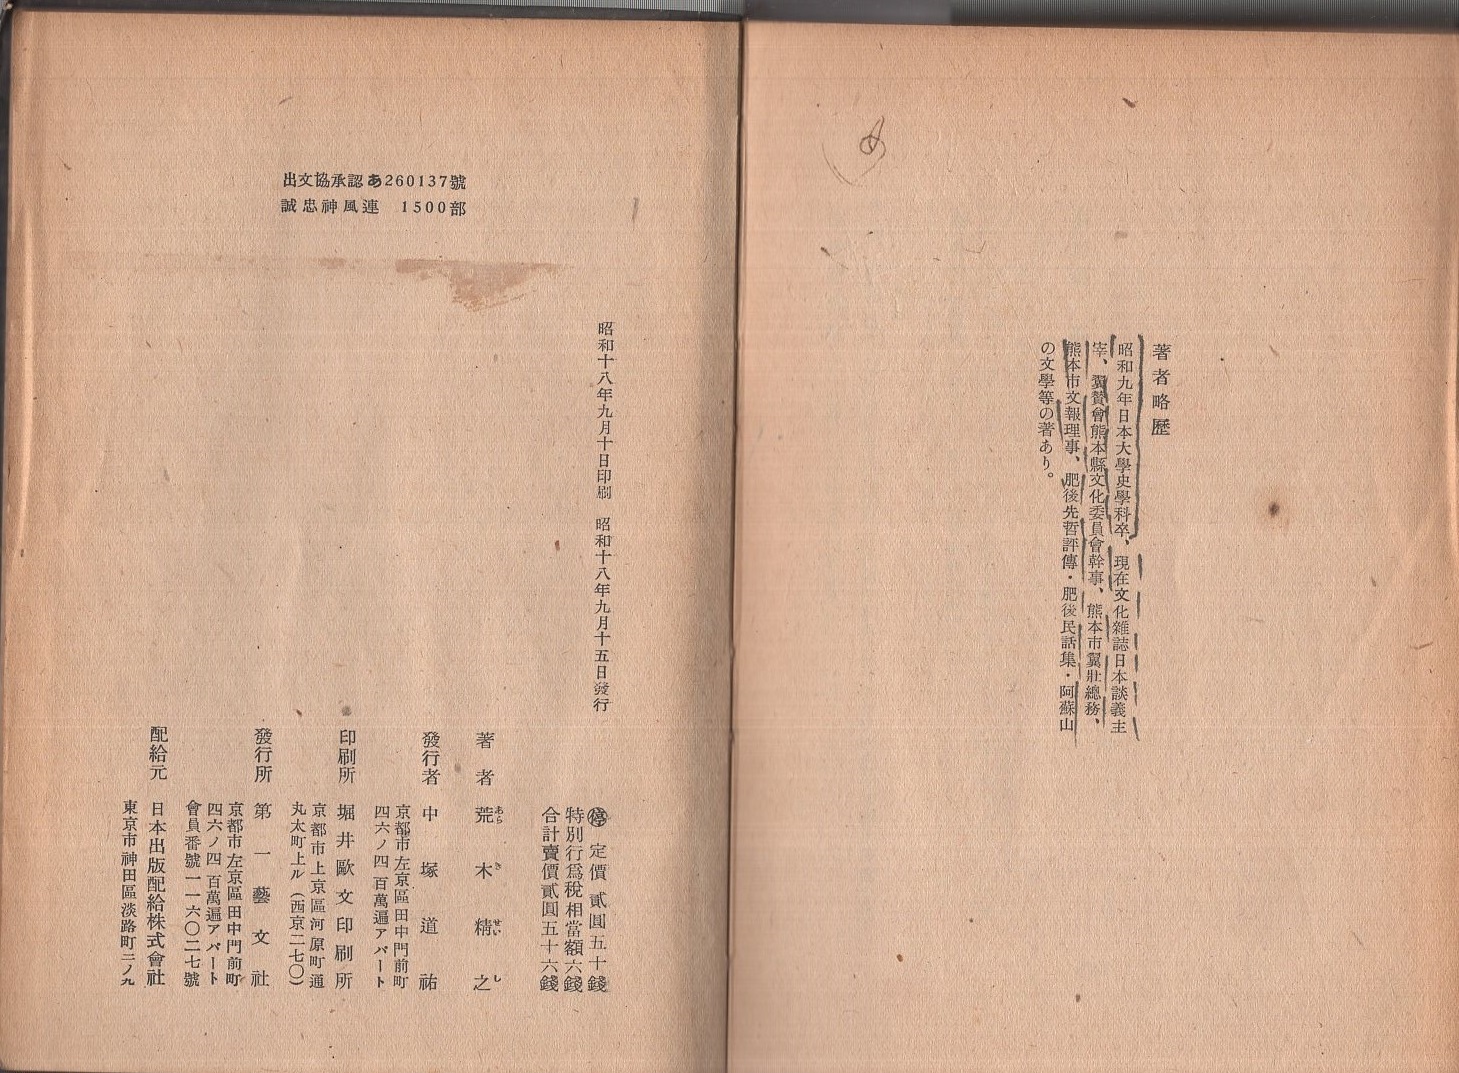 著者略歷
昭和九年日本大學史學科卒、現在文化雜誌日本談義主
宰、翼贊會熊本縣文化委員會幹事、熊本市翼壯總務、
熊本市文報理事、肥後先哲評傳・肥後民話集・阿蘇山
の文學等の著あり。
出文協承認あ260137號
誠忠神風連 1500部
昭和十八年九月十日印刷 昭和十八年九月十五日發行
停 定價 貳圓五十錢
特別行爲稅相當額六錢
合計賣價貳圓五十六錢
著者 荒木精之
あら き せい し
發行者 中塚道祐
京都市左京區田中門前町
四六ノ四 百萬遍アパート
印刷所 堀井歐文印刷所
京都市上京區河原町通
丸太町上ル(西京二七〇)
發行所 第一藝文社
京都市左京區田中門前町
四六ノ四 百萬遍アパート
會員番號一一六〇二七號
配給元 日本出版配給株式會社
東京市神田區淡路町二ノ九